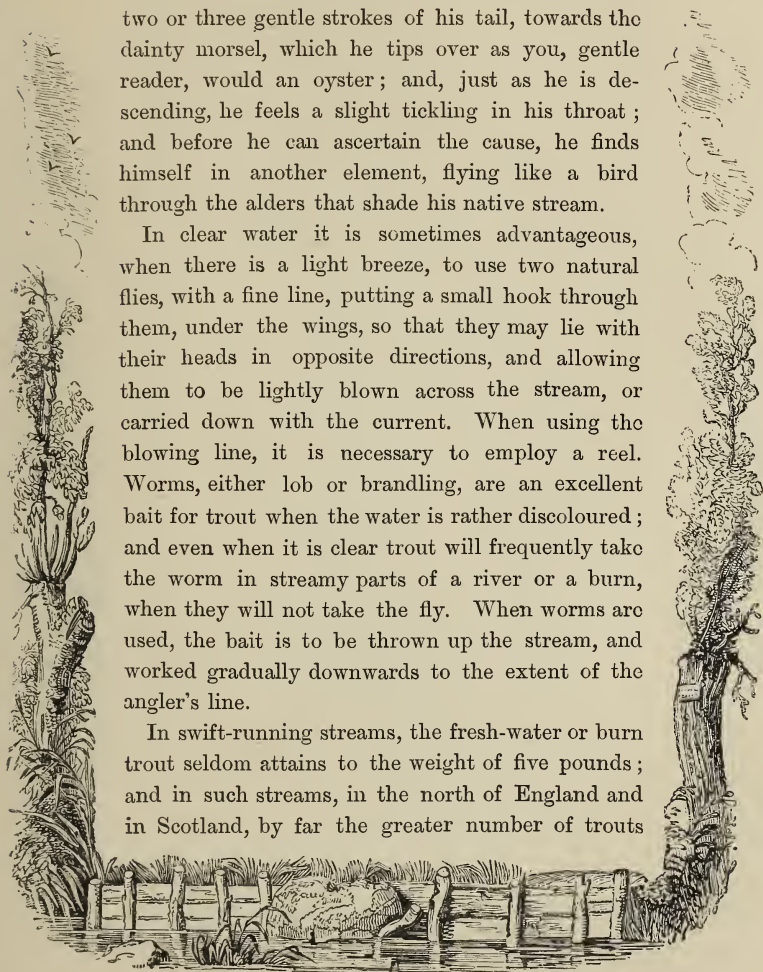 two or three gentle strokes of his tail, towards the
dainty morsel, which he tips over as you, gentle
reader, would an oyster; and, just as he is de-
scending, he feels a slight tickling in his throat;
and before he can ascertain the cause, he finds
himself in another element, flying like a bird
through the alders that shade his native stream.
In clear water it is sometimes advantageous,
when there is a light breeze, to use two natural
flies, with a fine line, putting a small hook through
them, under the wings, so that they may lie with
their heads in opposite directions, and allowing
them to be lightly blown across the stream, or
carried down with the current. When using the
blowing line, it is necessary to employ a reel.
Worms, either lob or brandling, are an excellent
bait for trout when the water is rather discoloured;
and even when it is clear trout will frequently take
the worm in streamy parts of a river or a burn,
when they will not take the fly. When worms are
used, the bait is to be thrown up the stream, and
worked gradually downwards to the extent of the
angler's line.
In swift-running streams, the fresh-water or burn
trout seldom attains to the weight of five pounds;
and in such streams, in the north of England and
in Scotland, by far the greater number of trouts